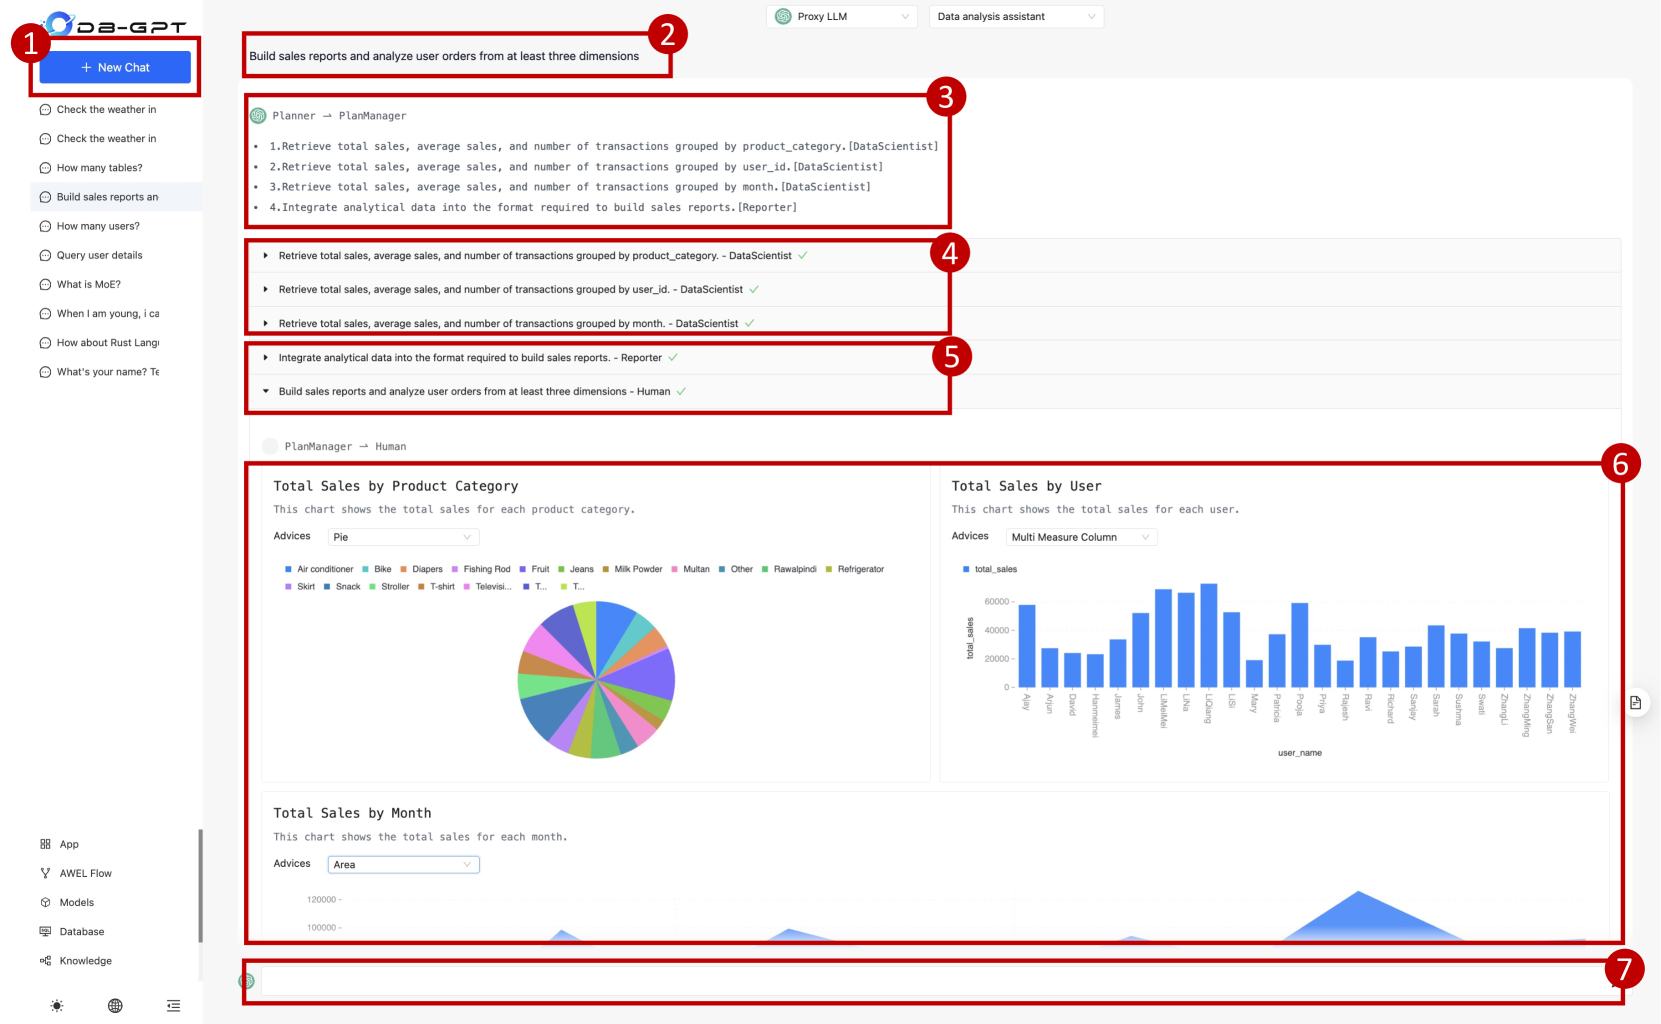 DB-GPT
Proxy LLM
Data analysis assistant
1
+ New Chat
2
Build sales reports and analyze user orders from at least three dimensions
Check the weather in
Check the weather in
How many tables?
Build sales reports an
How many users?
Query user details
What is MoE?
When I am young, i ca
How about Rust Langu
What's your name? Te
3
Planner → PlanManager
• 1.Retrieve total sales, average sales, and number of transactions grouped by product_category.[DataScientist]
• 2.Retrieve total sales, average sales, and number of transactions grouped by user_id.[DataScientist]
• 3.Retrieve total sales, average sales, and number of transactions grouped by month.[DataScientist]
• 4.Integrate analytical data into the format required to build sales reports.[Reporter]
4
Retrieve total sales, average sales, and number of transactions grouped by product_category. - DataScientist ✓
Retrieve total sales, average sales, and number of transactions grouped by user_id. - DataScientist ✓
Retrieve total sales, average sales, and number of transactions grouped by month. - DataScientist ✓
5
Integrate analytical data into the format required to build sales reports. - Reporter ✓
Build sales reports and analyze user orders from at least three dimensions - Human ✓
PlanManager → Human
6
Total Sales by Product Category
This chart shows the total sales for each product category.
Advices Pie
Air conditioner Bike Diapers Fishing Rod Fruit Jeans Milk Powder Multan Other Rawalpindi Refrigerator
Skirt Snack Stroller T-shirt Televisi... T... T...
Total Sales by User
This chart shows the total sales for each user.
Advices Multi Measure Column
total_sales
total_sales
60000
40000
20000
0
Ajay
Arjun
David
Hanmeimei
James
John
LiMeiMei
LiNa
LiQiang
LiSi
Mary
Patricia
Pooja
Priya
Rajesh
Ravi
Richard
Sanjay
Sarah
Sushma
Swati
ZhangLi
ZhangMing
ZhangSan
ZhangWei
user_name
Total Sales by Month
This chart shows the total sales for each month.
Advices Area
120000
100000
7
App
AWEL Flow
Models
Database
Knowledge